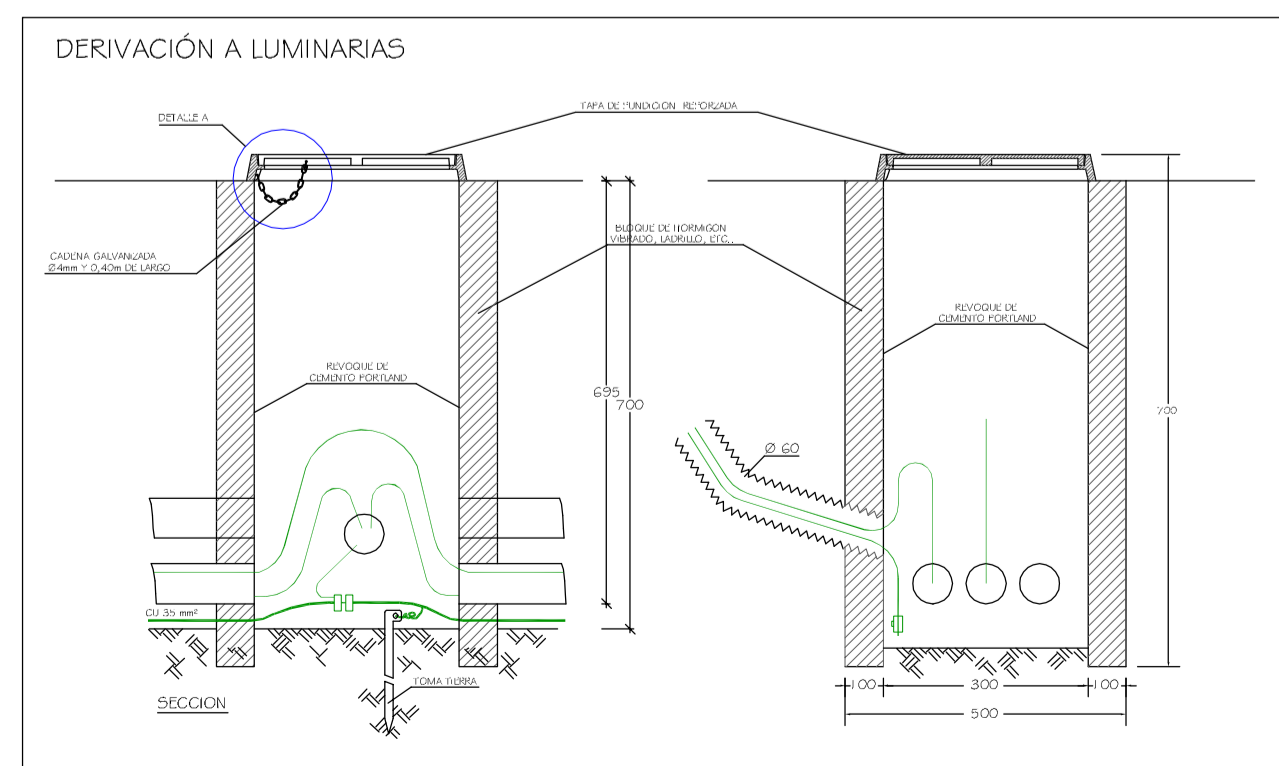 DERIVACIÓN A LUMINARIAS
DETALLE A
TAPA DE FUNDICION REFORZADA
CADENA GALVANIZADA
Ø4mm Y 0,40m DE LARGO
BLOQUE DE HORMIGON
VIBRADO, LADRILLO, ETC..
REVOQUE DE
CEMENTO PORTLAND
REVOQUE DE
CEMENTO PORTLAND
695
700
700
Ø 60
CU 35 mm²
TOMA TIERRA
SECCION
100
300
100
500